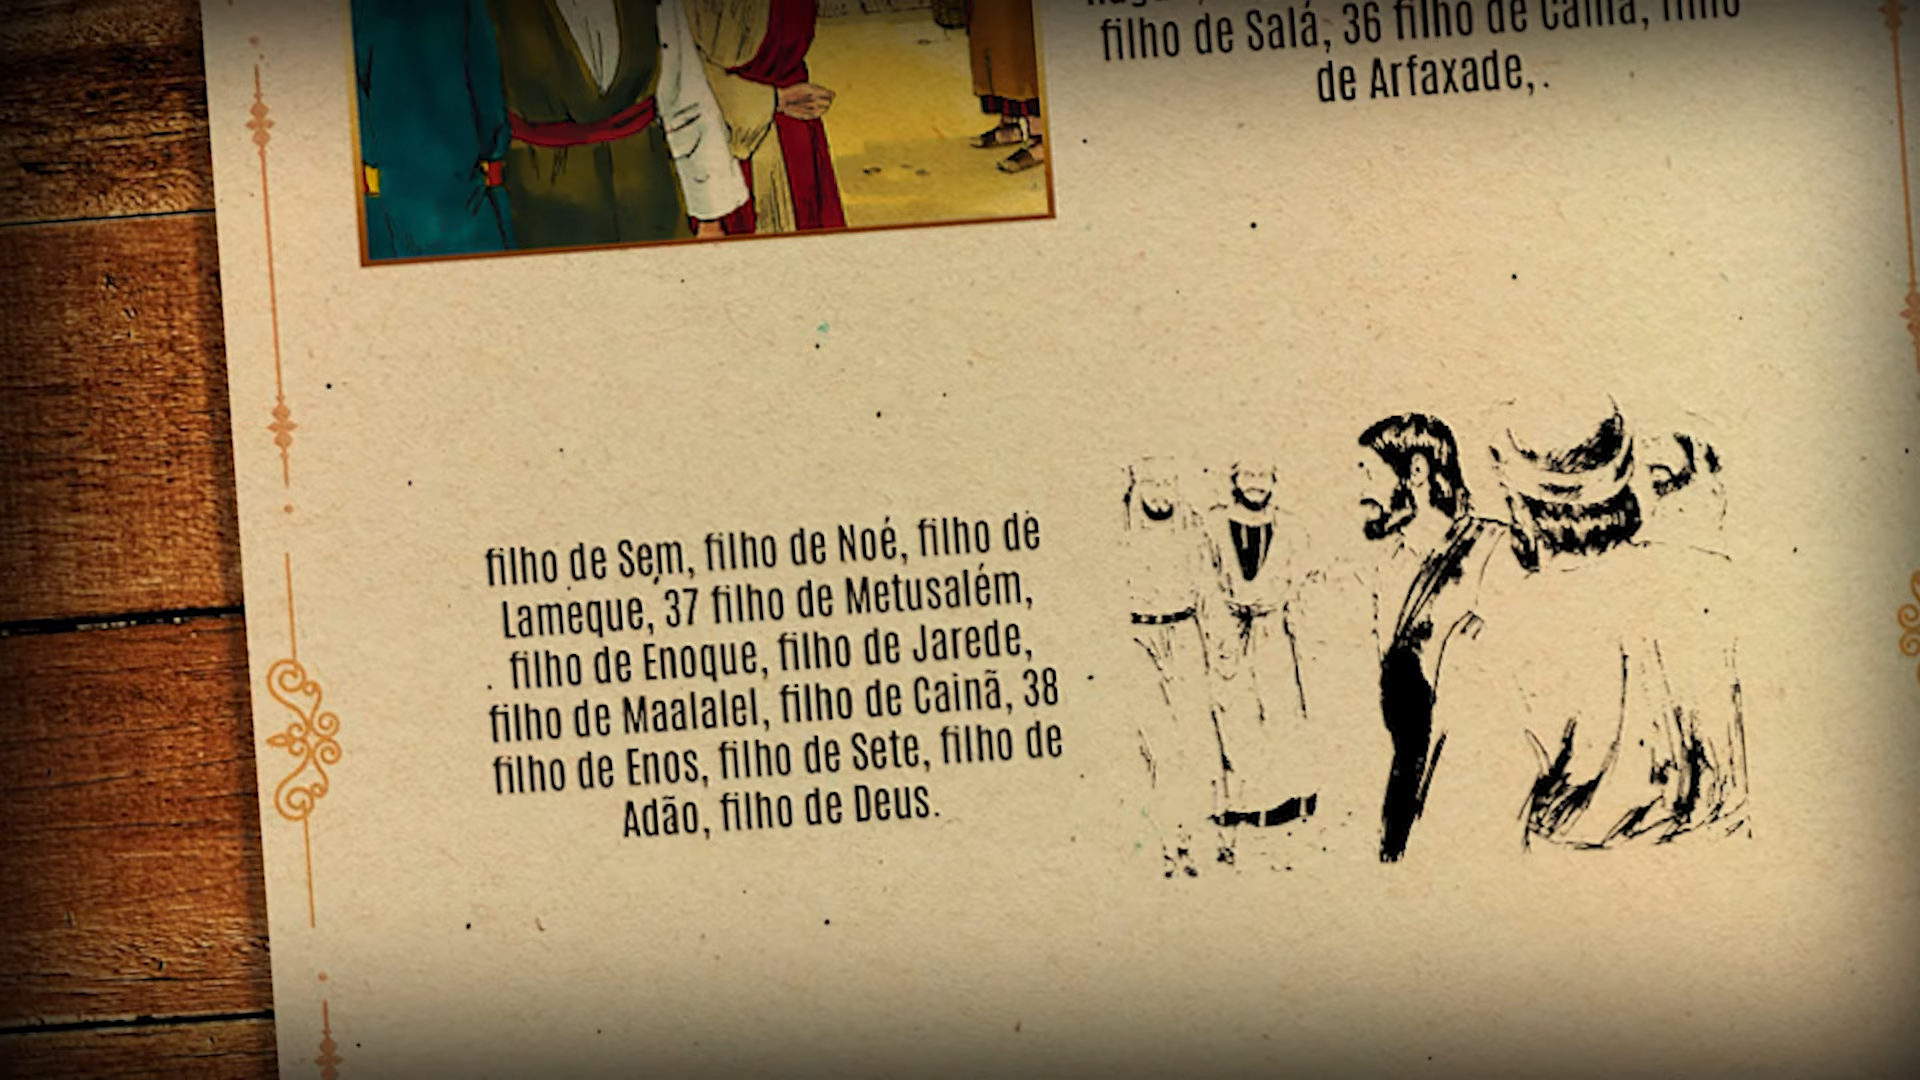 filho de Salá, 36 filho de Cainã, filho
de Arfaxade, .
filho de Sem, filho de Noé, filho de
Lameque, 37 filho de Metusalém,
. filho de Enoque, filho de Jarede,
filho de Maalalel, filho de Cainã, 38
filho de Enos, filho de Sete, filho de
Adão, filho de Deus.